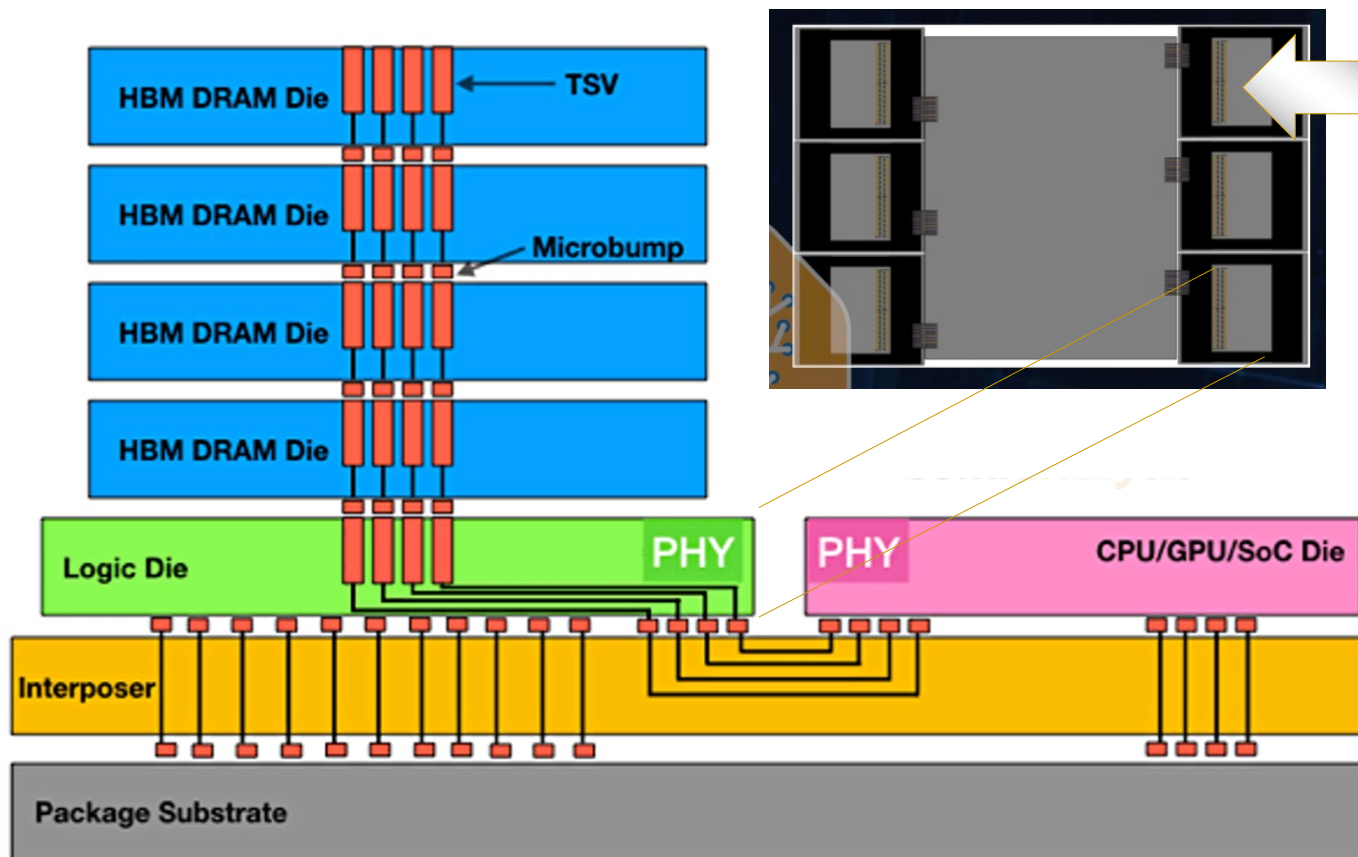 HBM DRAM Die
TSV
HBM DRAM Die
Microbump
HBM DRAM Die
HBM DRAM Die
Logic Die
PHY
PHY
CPU/GPU/SoC Die
Interposer
Package Substrate